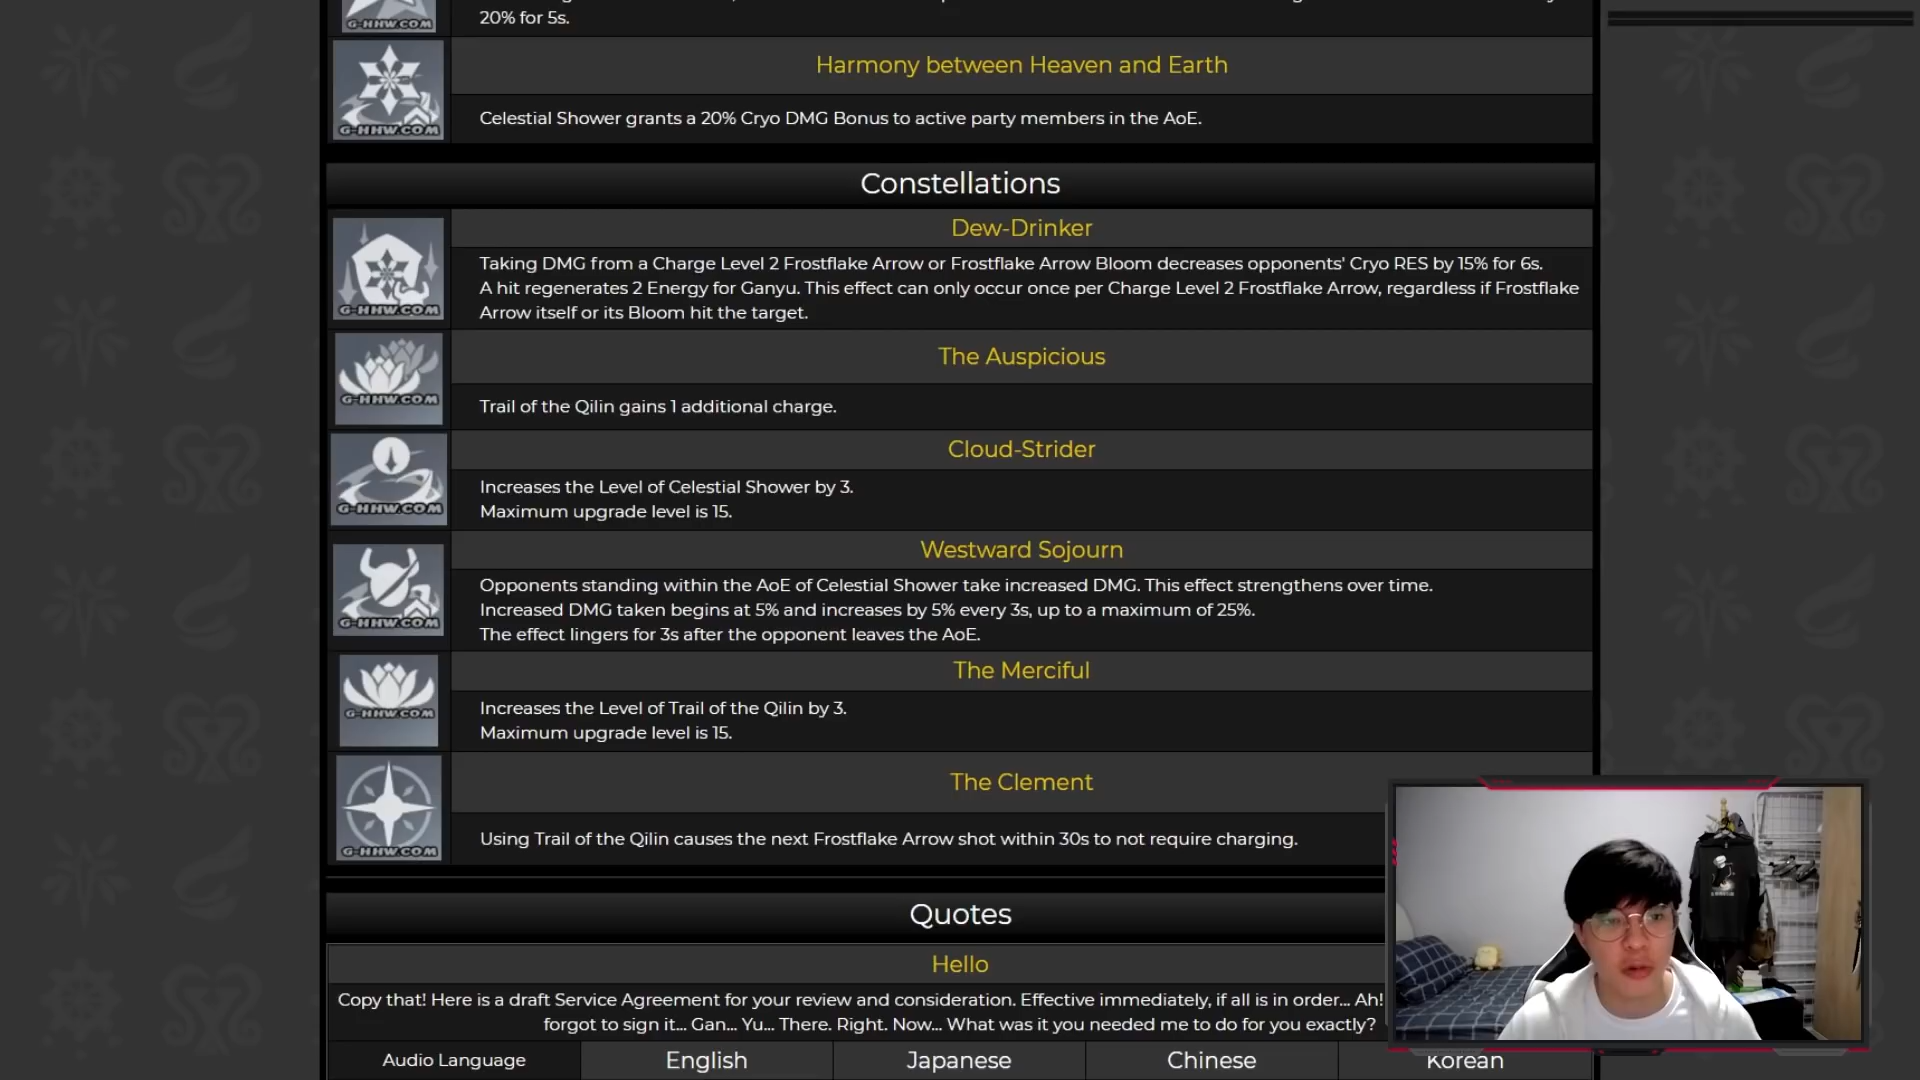 20% for 5s.
G-HHW.COM
Harmony between Heaven and Earth
Celestial Shower grants a 20% Cryo DMG Bonus to active party members in the AoE.
G-HHW.COM
Constellations
Dew-Drinker
Taking DMG from a Charge Level 2 Frostflake Arrow or Frostflake Arrow Bloom decreases opponents' Cryo RES by 15% for 6s.
A hit regenerates 2 Energy for Ganyu. This effect can only occur once per Charge Level 2 Frostflake Arrow, regardless if Frostflake
Arrow itself or its Bloom hit the target.
G-HHW.COM
The Auspicious
Trail of the Qilin gains 1 additional charge.
G-HHW.COM
Cloud-Strider
Increases the Level of Celestial Shower by 3.
Maximum upgrade level is 15.
G-HHW.COM
Westward Sojourn
Opponents standing within the AoE of Celestial Shower take increased DMG. This effect strengthens over time.
Increased DMG taken begins at 5% and increases by 5% every 3s, up to a maximum of 25%.
The effect lingers for 3s after the opponent leaves the AoE.
G-HHW.COM
The Merciful
Increases the Level of Trail of the Qilin by 3.
Maximum upgrade level is 15.
G-HHW.COM
The Clement
Using Trail of the Qilin causes the next Frostflake Arrow shot within 30s to not require charging.
G-HHW.COM
Quotes
Hello
Copy that! Here is a draft Service Agreement for your review and consideration. Effective immediately, if all is in order... Ah!
forgot to sign it... Gan... Yu... There. Right. Now... What was it you needed me to do for you exactly?
Audio Language English Japanese Chinese Korean